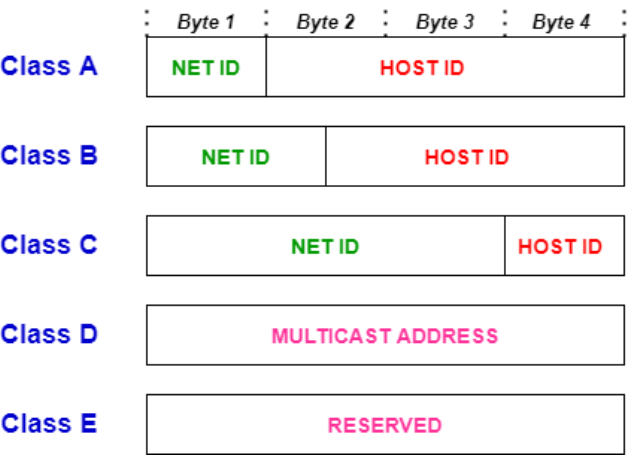 Byte 1 Byte 2 Byte 3 Byte 4
Class A NET ID HOST ID
Class B NET ID HOST ID
Class C NET ID HOST ID
Class D MULTICAST ADDRESS
Class E RESERVED